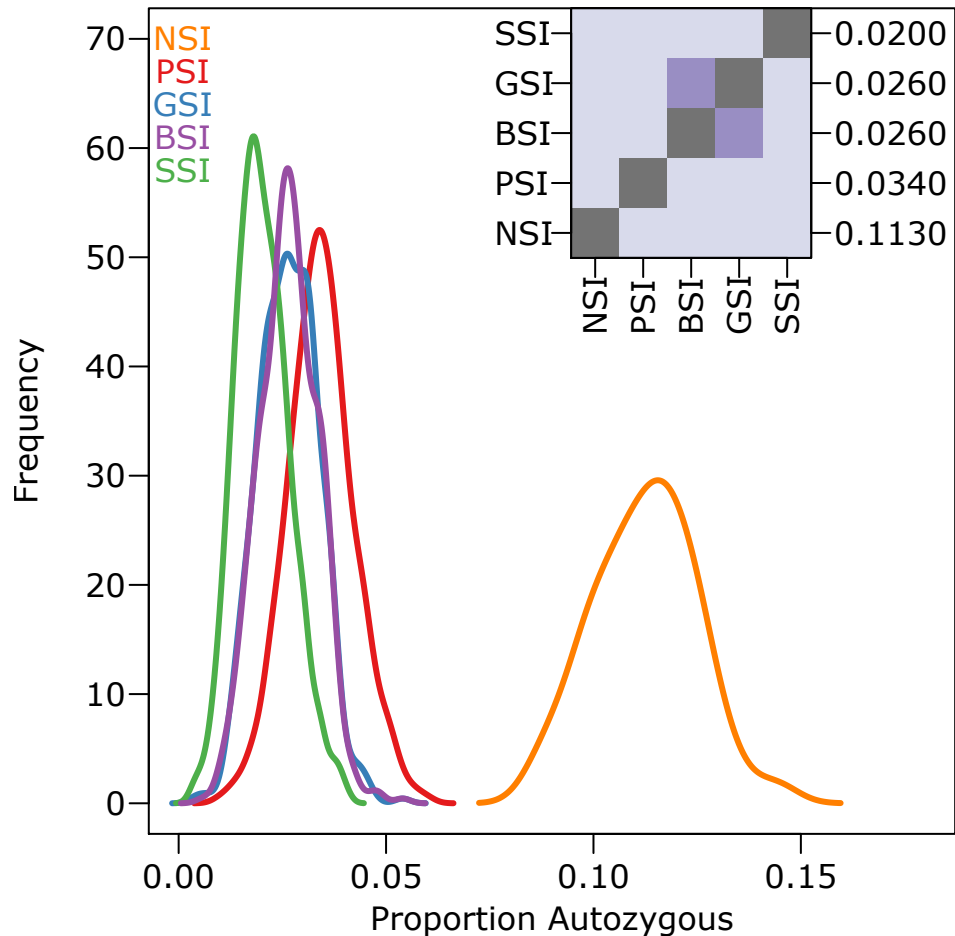 NSI
PSI
GSI
BSI
SSI
70
60
50
40
30
20
10
0
Frequency
0.00 0.05 0.10 0.15
Proportion Autozygous
SSI 0.0200
GSI 0.0260
BSI 0.0260
PSI 0.0340
NSI 0.1130
NSI PSI BSI GSI SSI